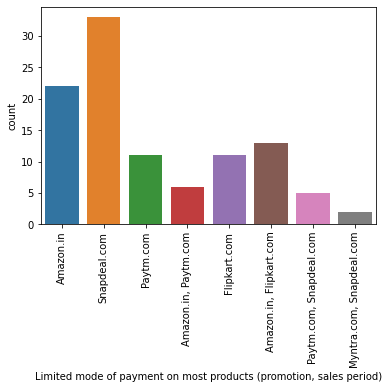 30
25
20
15
10
5
0
count
Amazon.in
Snapdeal.com
Paytm.com
Amazon.in, Paytm.com
Flipkart.com
Amazon.in, Flipkart.com
Paytm.com, Snapdeal.com
Myntra.com, Snapdeal.com
Limited mode of payment on most products (promotion, sales period)